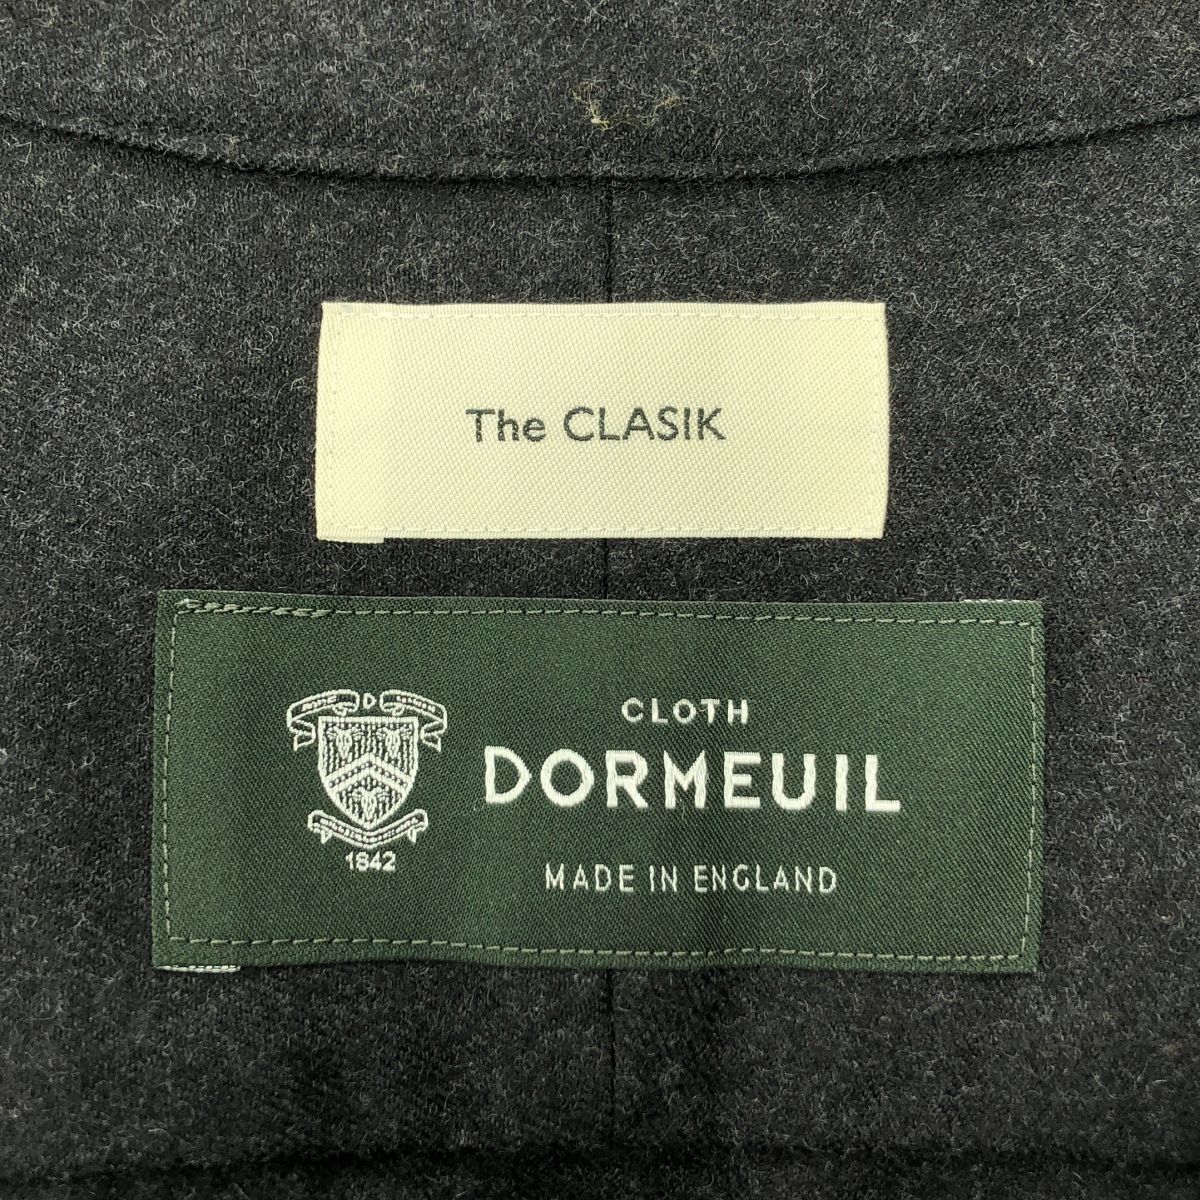 The CLASIK
D
CLOTH
DORMEUIL
1842
MADE IN ENGLAND